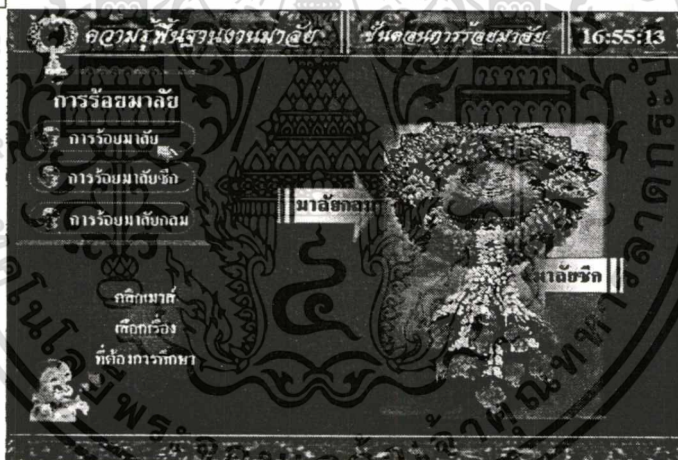 ความรู้พื้นฐานงานมาลัย ขั้นตอนการร้อยมาลัย 16:55:13
การร้อยมาลัย
การร้อยมาลัย
การร้อยมาลัยซีก
การร้อยมาลัยกลม
มาลัยกลม
มาลัยซีก
คลิกเมาส์
เลือกเรื่อง
ที่ต้องการศึกษา